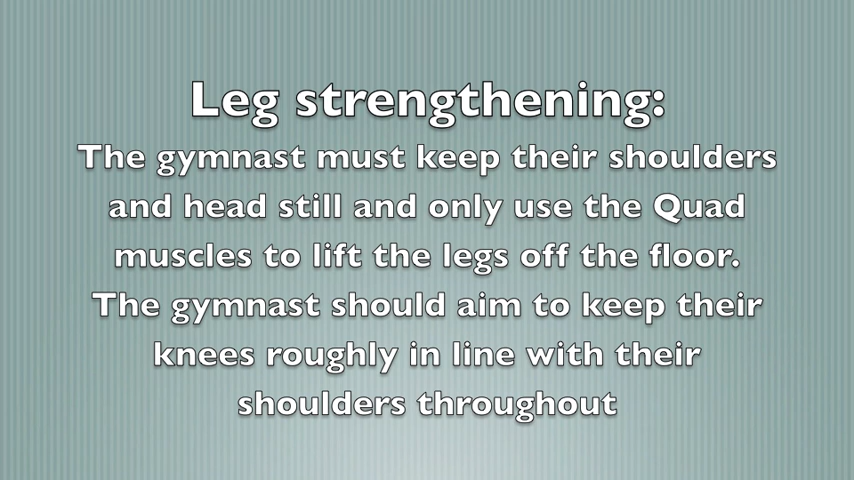 Leg strengthening:
The gymnast must keep their shoulders
and head still and only use the Quad
muscles to lift the legs off the floor.
The gymnast should aim to keep their
knees roughly in line with their
shoulders throughout